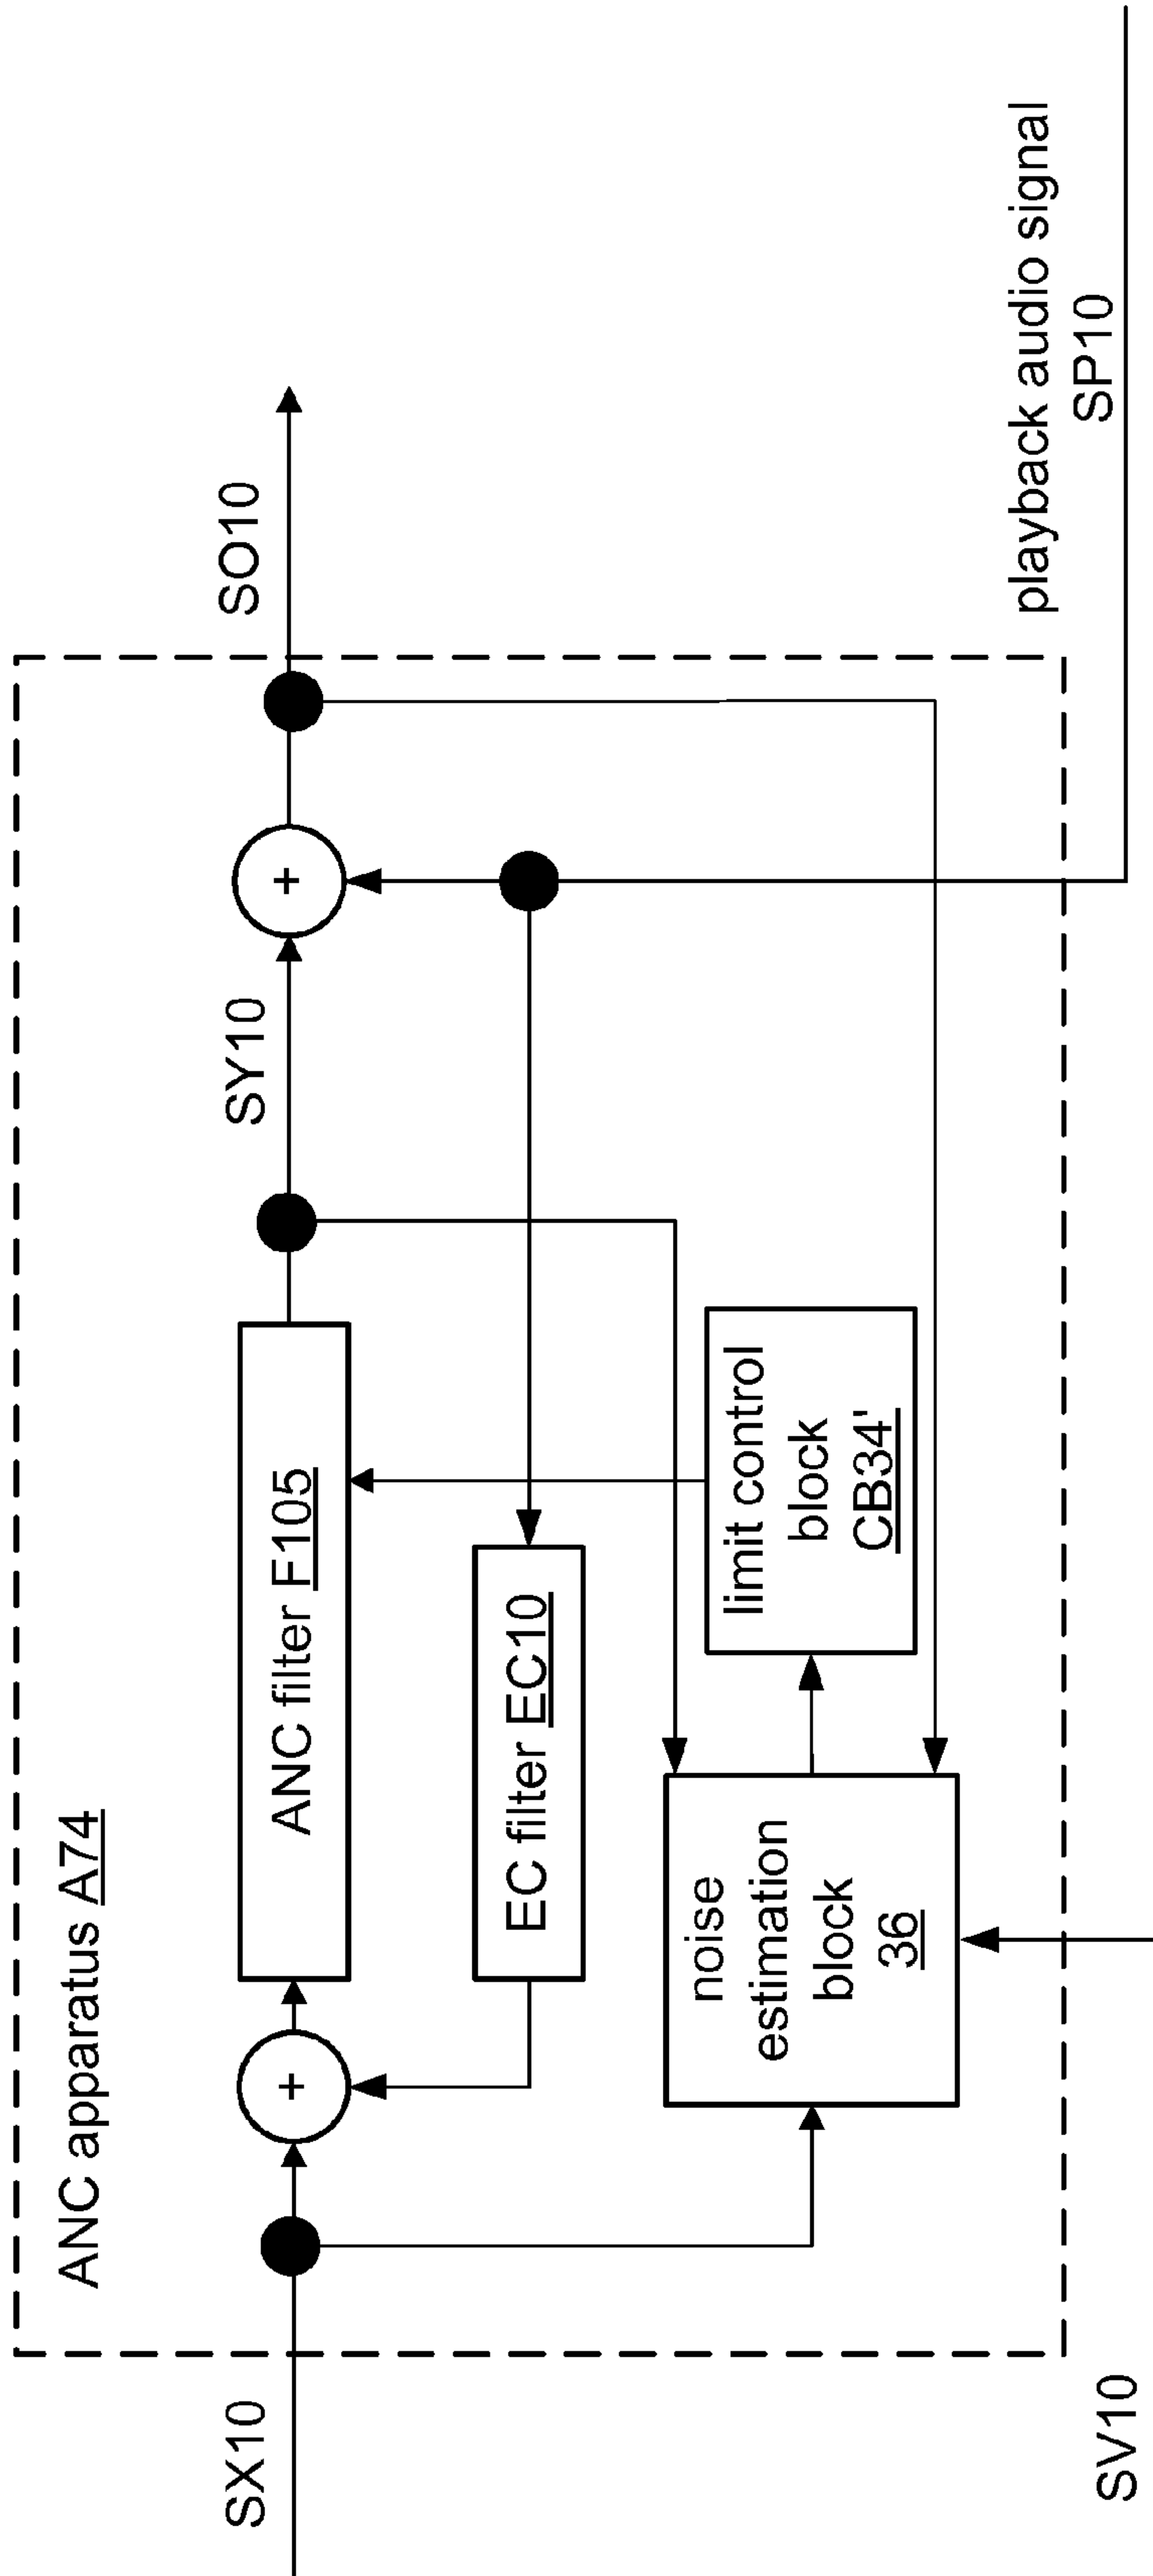 ANC apparatus A74
SX10
+
ANC filter F105
SY10
+
SO10
EC filter EC10
noise
estimation
block
36
limit control
block
CB34'
playback audio signal
SP10
SV10